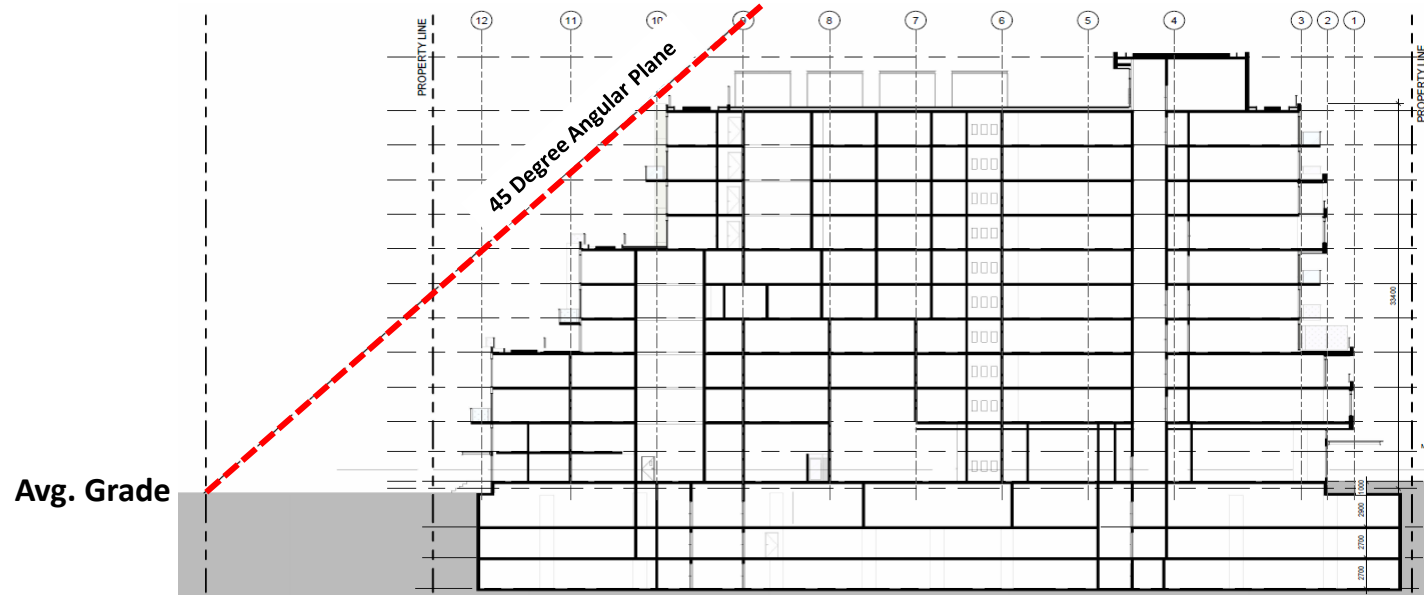 12 11 10 9 8 7 6 5 4 3 2 1
PROPERTY LINE
PROPERTY LINE
45 Degree Angular Plane
33400
Avg. Grade
1000
2900
2700
2700